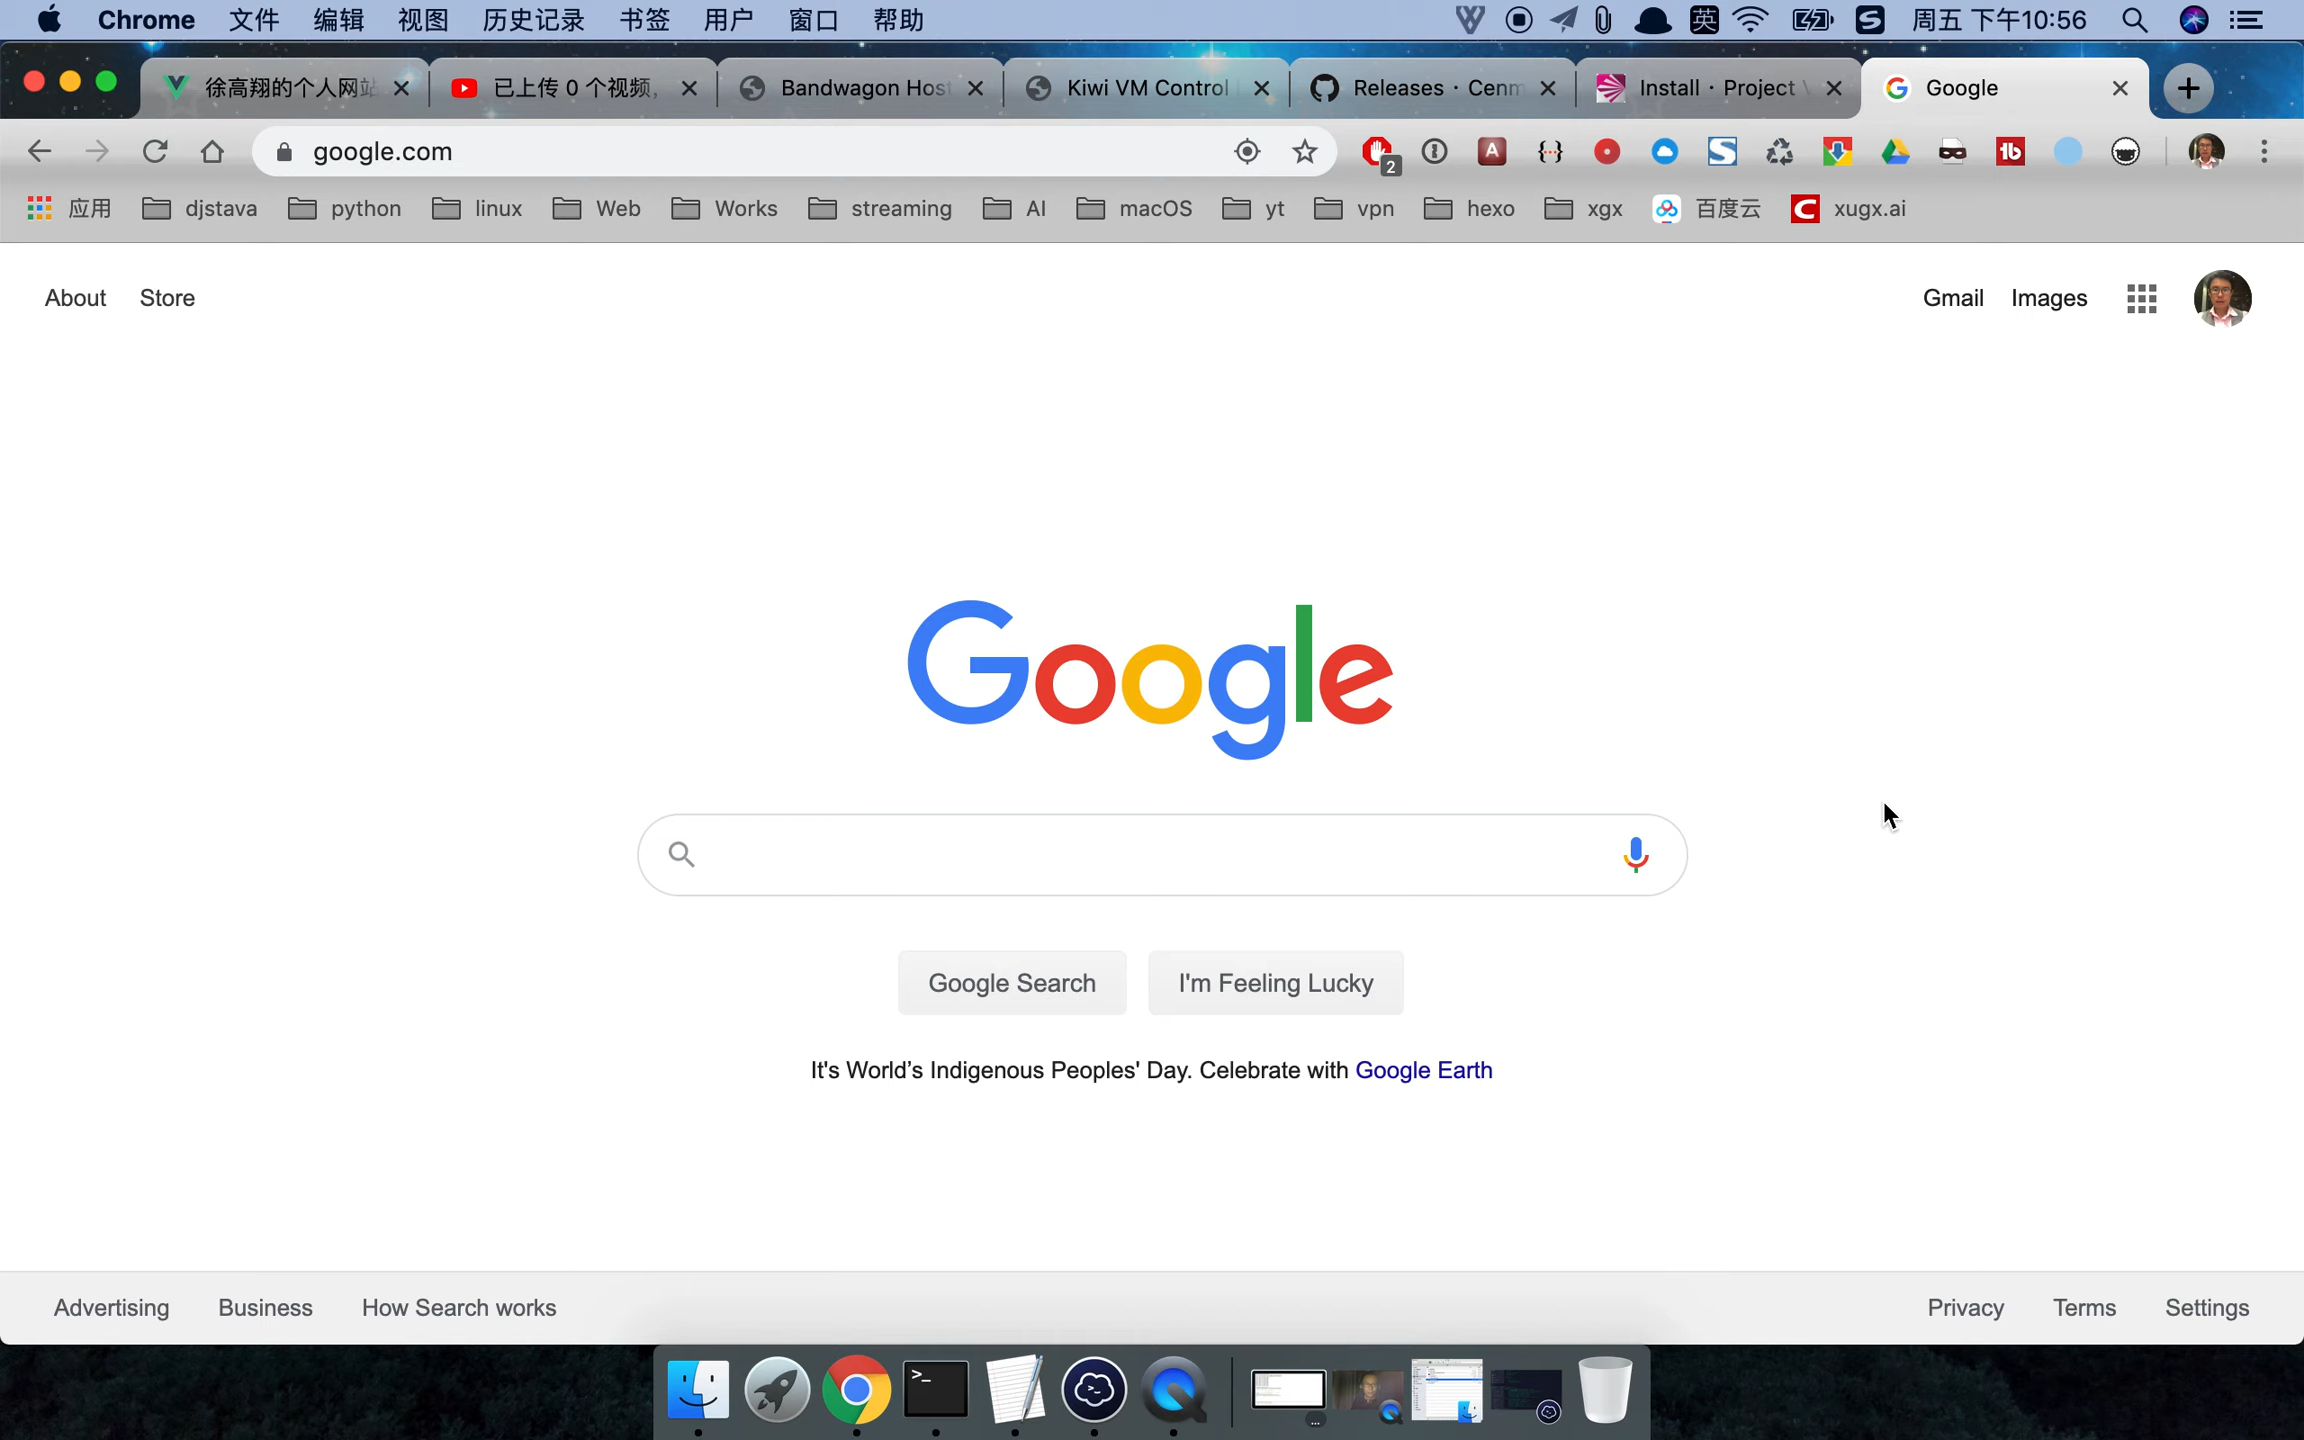 Chrome 文件 编辑 视图 历史记录 书签 用户 窗口 帮助 英 周五 下午10:56
徐高翔的个人网站 已上传 0 个视频, Bandwagon Host Kiwi VM Control Releases · Cenm Install · Project V Google
google.com 2
应用 djstava python linux Web Works streaming AI macOS yt vpn hexo xgx 百度云 xugx.ai
About Store Gmail Images
Google
Google Search I'm Feeling Lucky
It's World’s Indigenous Peoples' Day. Celebrate with Google Earth
Advertising Business How Search works Privacy Terms Settings